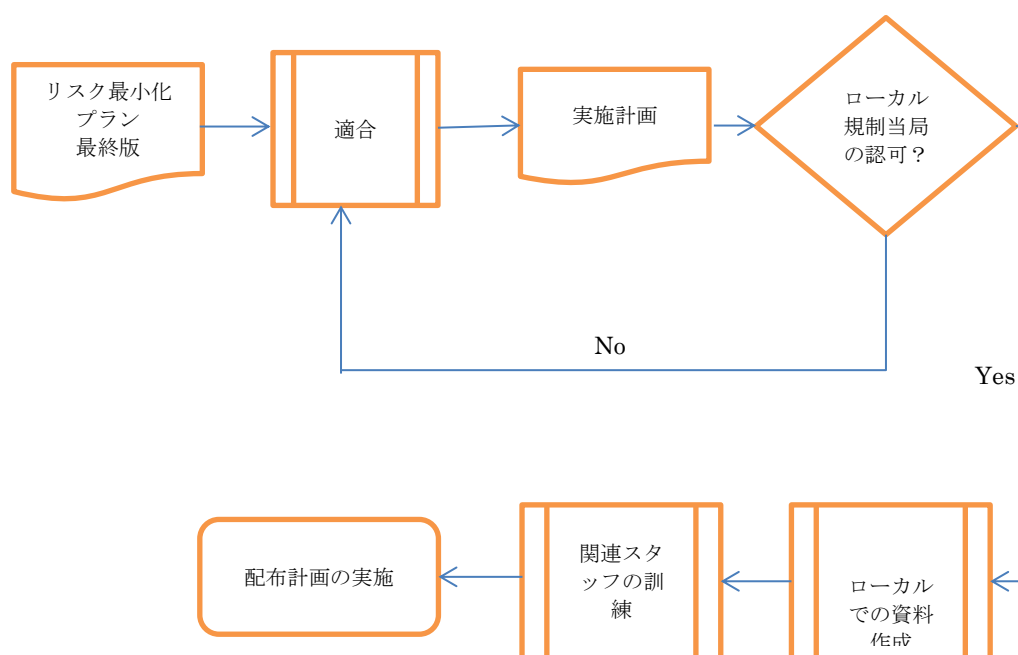 リスク最小化
プラン
最終版
適合
実施計画
ローカル
規制当局
の認可？
No
Yes
配布計画の実施
関連スタ
ッフの訓
練
ローカル
での資料
作成